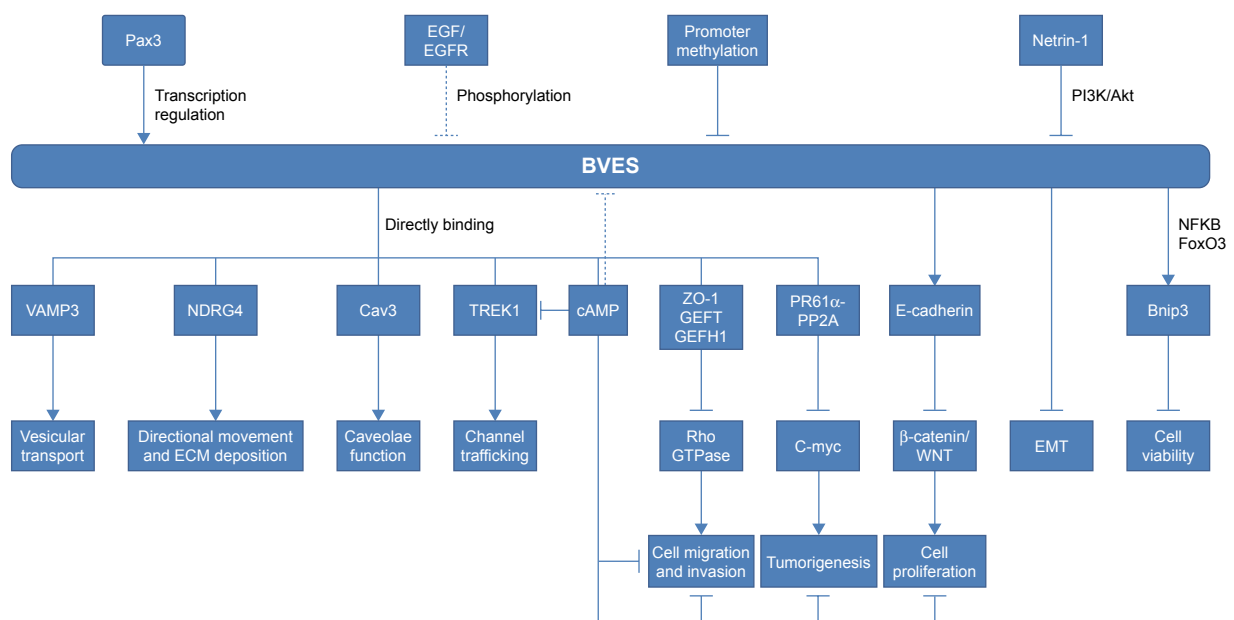 Pax3
EGF/
EGFR
Promoter
methylation
Netrin-1
Transcription
regulation
Phosphorylation
PI3K/Akt
BVES
Directly binding
NFKB
FoxO3
VAMP3
NDRG4
Cav3
TREK1
cAMP
ZO-1
GEFT
GEFH1
PR61α-
PP2A
E-cadherin
Bnip3
Vesicular
transport
Directional movement
and ECM deposition
Caveolae
function
Channel
trafficking
Rho
GTPase
C-myc
β-catenin/
WNT
EMT
Cell
viability
Cell migration
and invasion
Tumorigenesis
Cell
proliferation